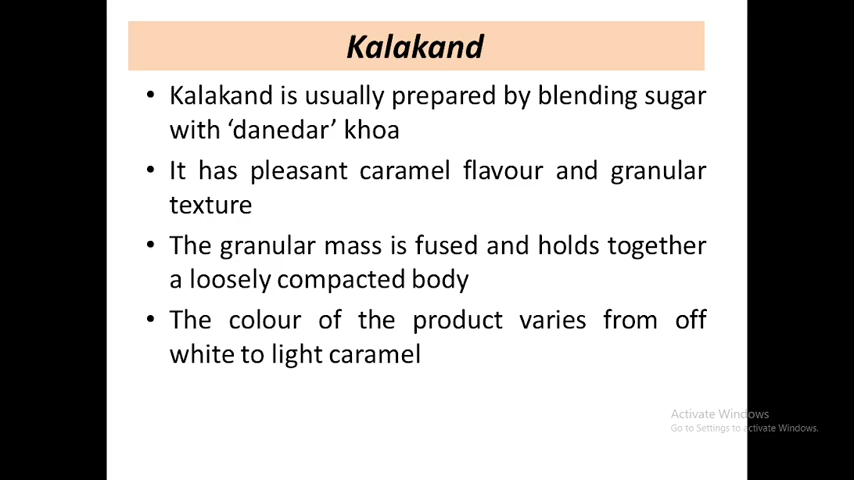 Kalakand
• Kalakand is usually prepared by blending sugar
with ‘danedar’ khoa
• It has pleasant caramel flavour and granular
texture
• The granular mass is fused and holds together
a loosely compacted body
• The colour of the product varies from off
white to light caramel
Activate Windows
Go to Settings to activate Windows.